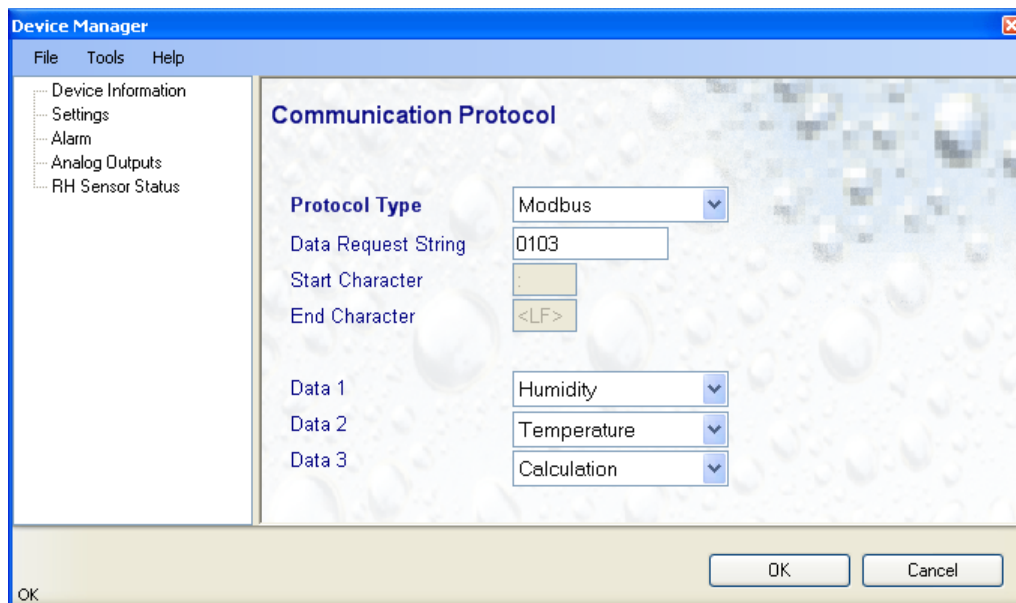 Device Manager
File Tools Help
Device Information
Settings
Alarm
Analog Outputs
RH Sensor Status
Communication Protocol
Protocol Type Modbus
Data Request String 0103
Start Character :
End Character <LF>
Data 1 Humidity
Data 2 Temperature
Data 3 Calculation
OK Cancel
OK